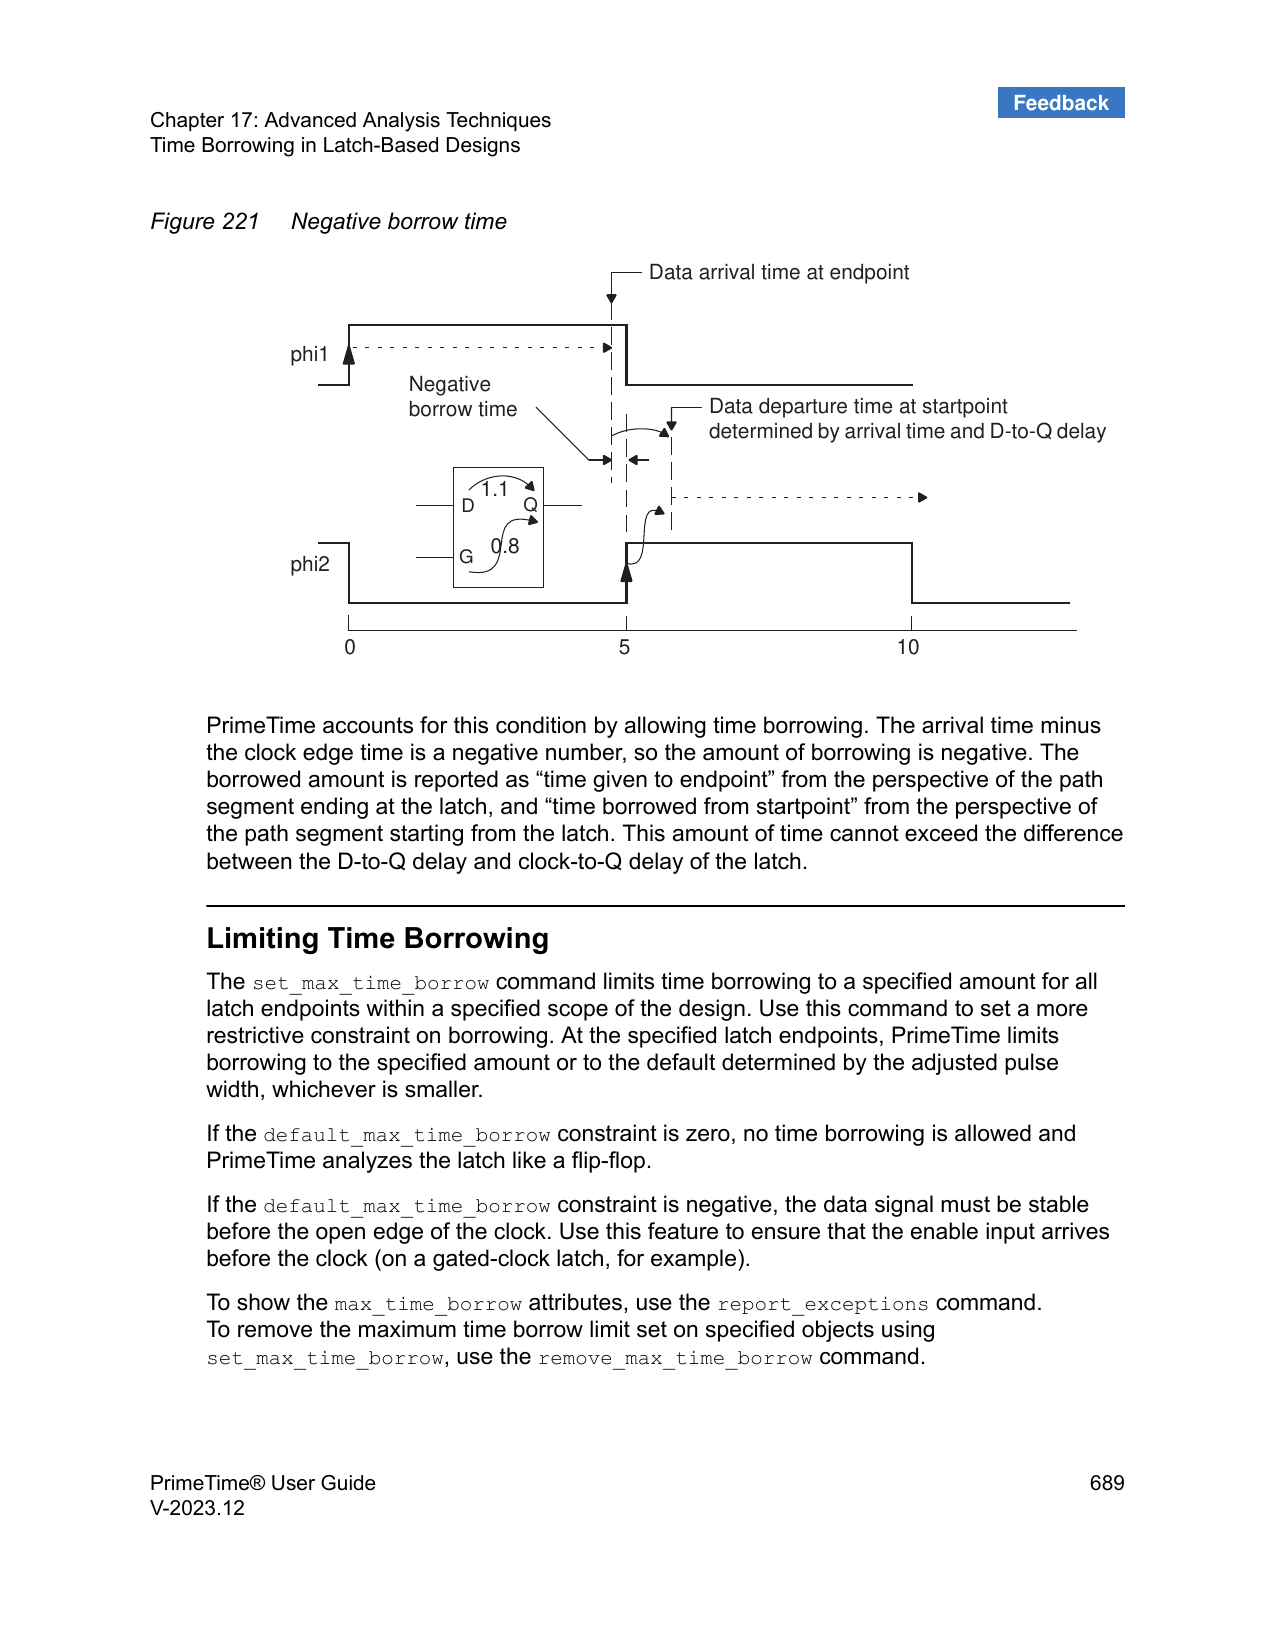 Feedback
Chapter 17: Advanced Analysis Techniques
Time Borrowing in Latch-Based Designs
Figure 221 Negative borrow time
Data arrival time at endpoint
phi1
Negative
borrow time
Data departure time at startpoint
determined by arrival time and D-to-Q delay
1.1
D Q
G 0.8
phi2
0 5 10
PrimeTime accounts for this condition by allowing time borrowing. The arrival time minus
the clock edge time is a negative number, so the amount of borrowing is negative. The
borrowed amount is reported as “time given to endpoint” from the perspective of the path
segment ending at the latch, and “time borrowed from startpoint” from the perspective of
the path segment starting from the latch. This amount of time cannot exceed the difference
between the D-to-Q delay and clock-to-Q delay of the latch.
Limiting Time Borrowing
The set_max_time_borrow command limits time borrowing to a specified amount for all
latch endpoints within a specified scope of the design. Use this command to set a more
restrictive constraint on borrowing. At the specified latch endpoints, PrimeTime limits
borrowing to the specified amount or to the default determined by the adjusted pulse
width, whichever is smaller.
If the default_max_time_borrow constraint is zero, no time borrowing is allowed and
PrimeTime analyzes the latch like a flip-flop.
If the default_max_time_borrow constraint is negative, the data signal must be stable
before the open edge of the clock. Use this feature to ensure that the enable input arrives
before the clock (on a gated-clock latch, for example).
To show the max_time_borrow attributes, use the report_exceptions command.
To remove the maximum time borrow limit set on specified objects using
set_max_time_borrow, use the remove_max_time_borrow command.
PrimeTime® User Guide 689
V-2023.12